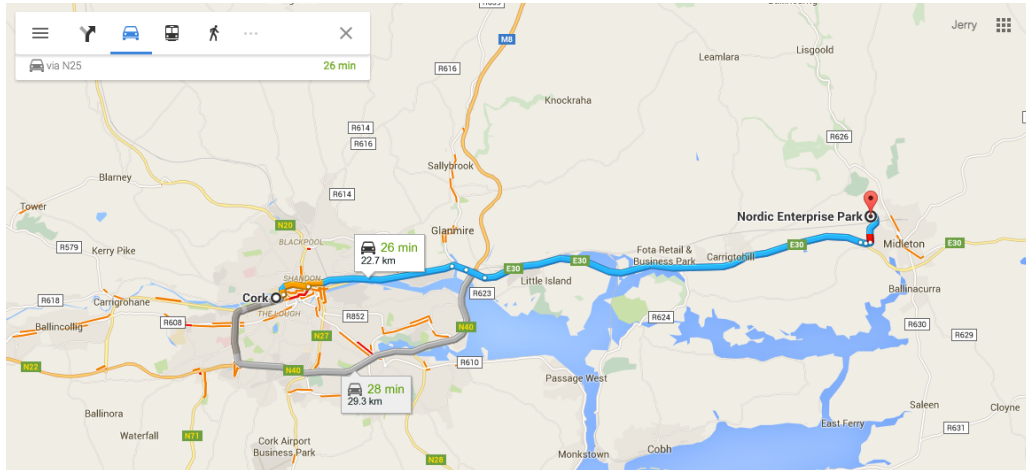 via N25
26 min
Jerry
R639
Ballincurrig
M8
Lisgoold
Leamlara
R616
Knockraha
R626
R614
R616
Sallybrook
Blarney
R614
Tower
N20
Nordic Enterprise Park
Glanmire
R579
Kerry Pike
BLACKPOOL
26 min
22.7 km
E30
Midleton
E30
Fota Retail &
Business Park
Carrigtohill
E30
E30
SHANDON
Little Island
Cork
R618
Carrigrohane
R623
Ballinacurra
THE LOUGH
R852
R624
R608
Ballincollig
N40
R630
N27
R629
R610
N22
N40
Passage West
28 min
29.3 km
Saleen
Cloyne
Ballinora
East Ferry
R631
Waterfall
N71
Cork Airport
Business Park
Cobh
Monkstown
N28